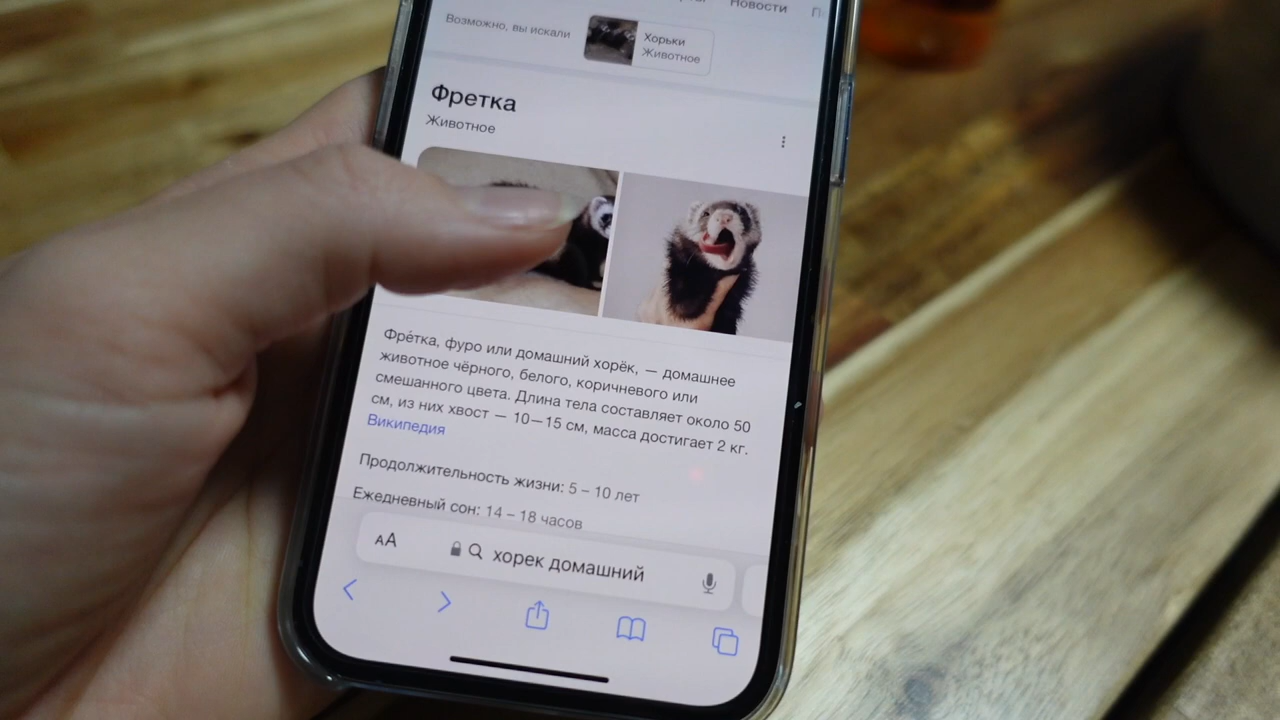 Новости
Возможно, вы искали
Хорьки
Животное
Фретка
Животное
Фре́тка, фуро или домашний хорёк, — домашнее
животное чёрного, белого, коричневого или
смешанного цвета. Длина тела составляет около 50
см, из них хвост — 10—15 см, масса достигает 2 кг.
Википедия
Продолжительность жизни: 5 – 10 лет
Ежедневный сон: 14 – 18 часов
AA хорек домашний